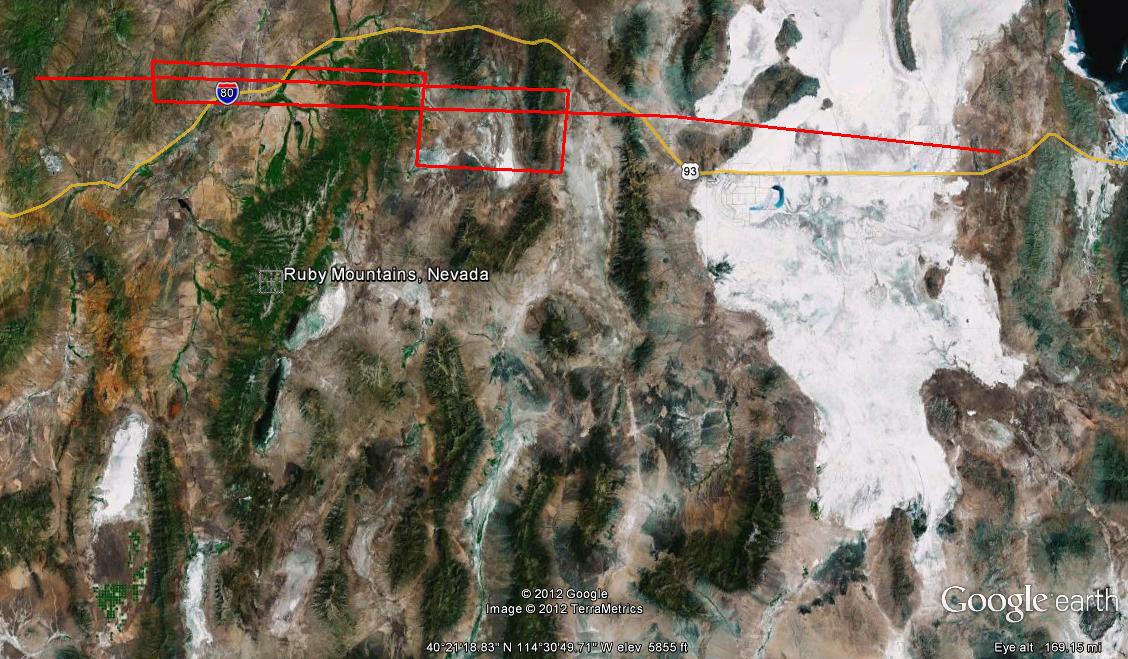 80
93
Ruby Mountains, Nevada
© 2012 Google
Image © 2012 TerraMetrics
Google earth
40°21'18.83" N 114°30'49.71" W elev 5855 ft
Eye alt 169.15 mi